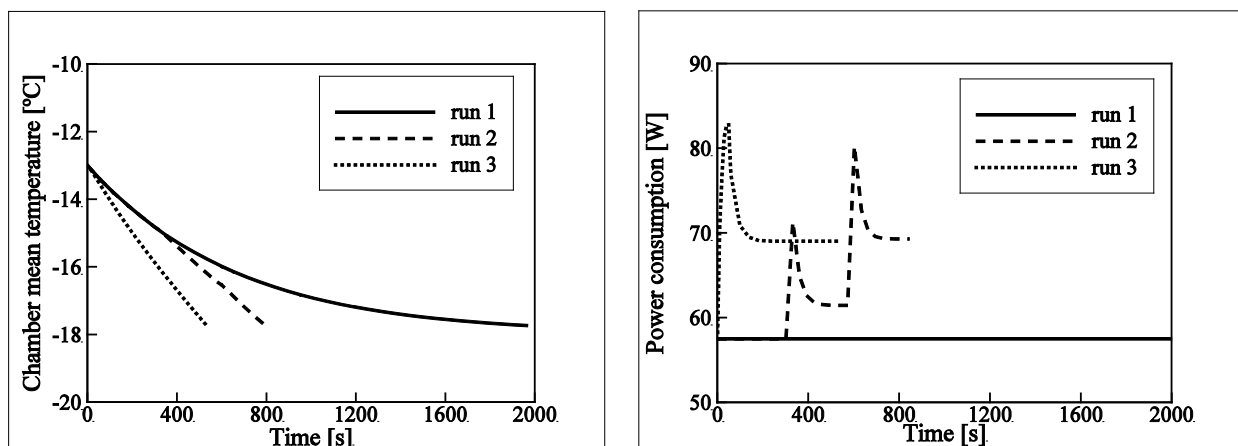 Chamber mean temperature [ºC]
-10
-12
-14
-16
-18
-20
0
400
800
1200
1600
2000
Time [s]
run 1
run 2
run 3
Power consumption [W]
90
80
70
60
50
0
400
800
1200
1600
2000
Time [s]
run 1
run 2
run 3